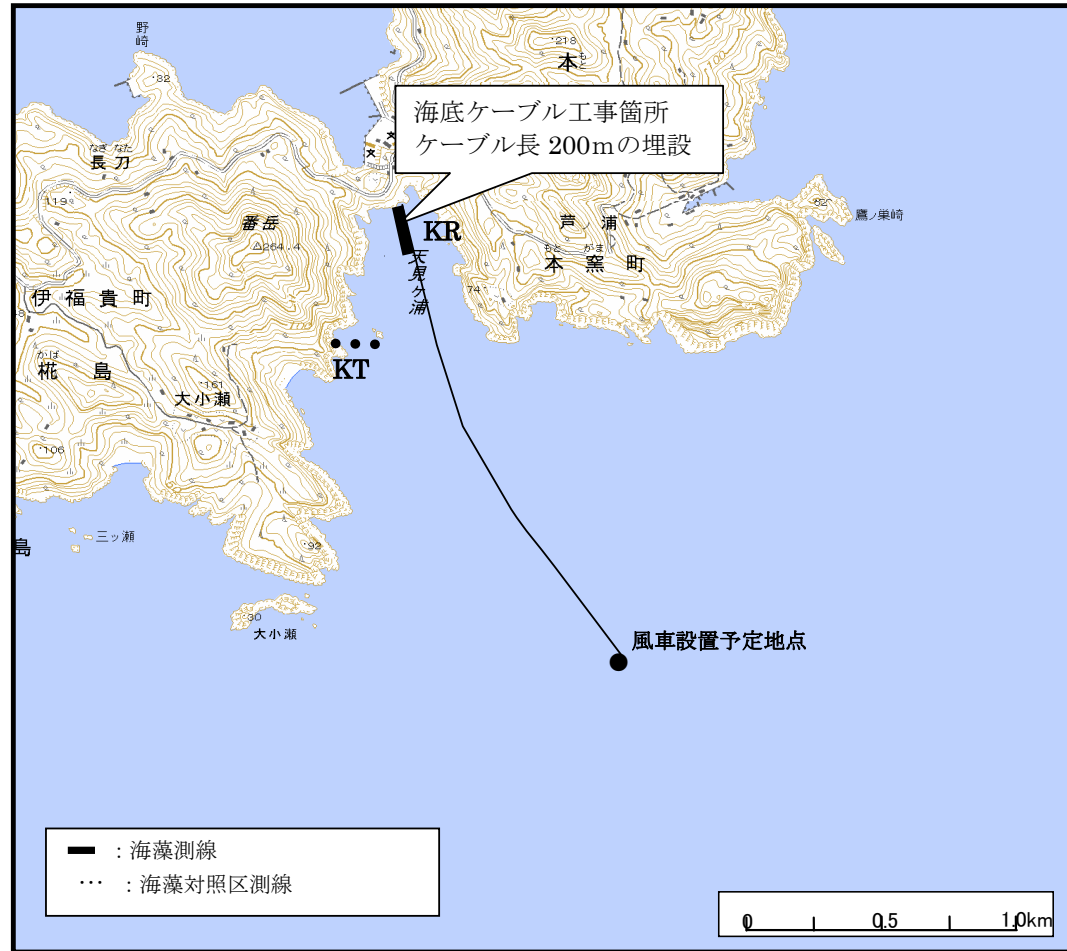 野
崎
・82
・218
もと
本
100
海底ケーブル工事箇所
ケーブル長 200mの埋設
なぎ なた
長刀
119
番岳
△264.4
KR
天見ケ浦
芦ノ浦
もと がま
本窯町
82
鷹ノ巣崎
74
伊福貴町
かば
椛島
KT
大小瀬
・161
・106
三ッ瀬
島
・92
・30
大小瀬
風車設置予定地点
:海藻測線
… :海藻対照区測線
0 0.5 1.0km